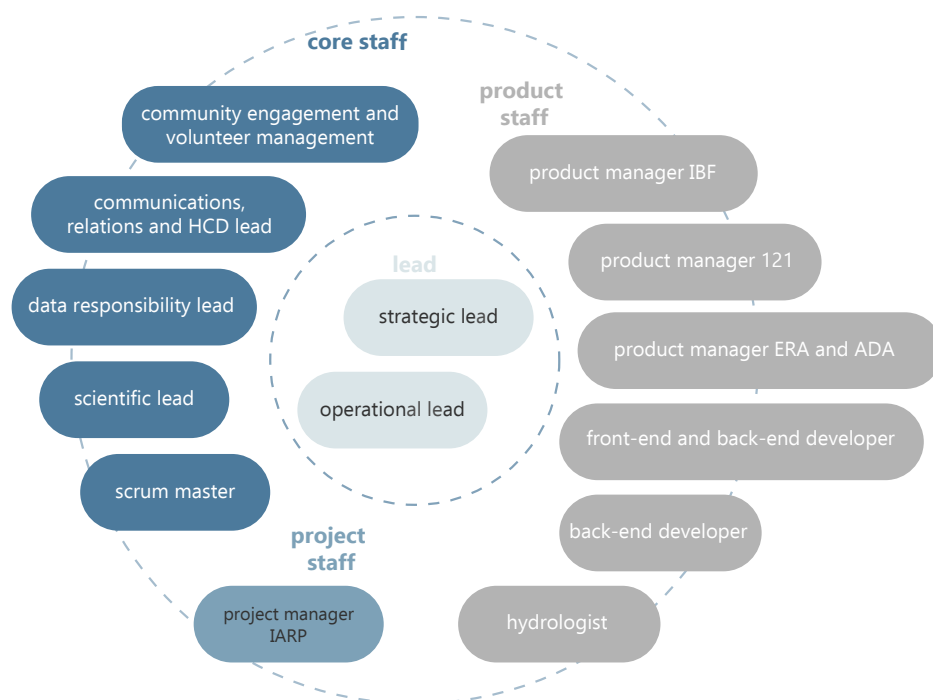 core staff
community engagement and
volunteer management
communications,
relations and HCD lead
data responsibility lead
scientific lead
scrum master
lead
strategic lead
operational lead
project
staff
project manager
IARP
product
staff
product manager IBF
product manager 121
product manager ERA and ADA
front-end and back-end developer
back-end developer
hydrologist